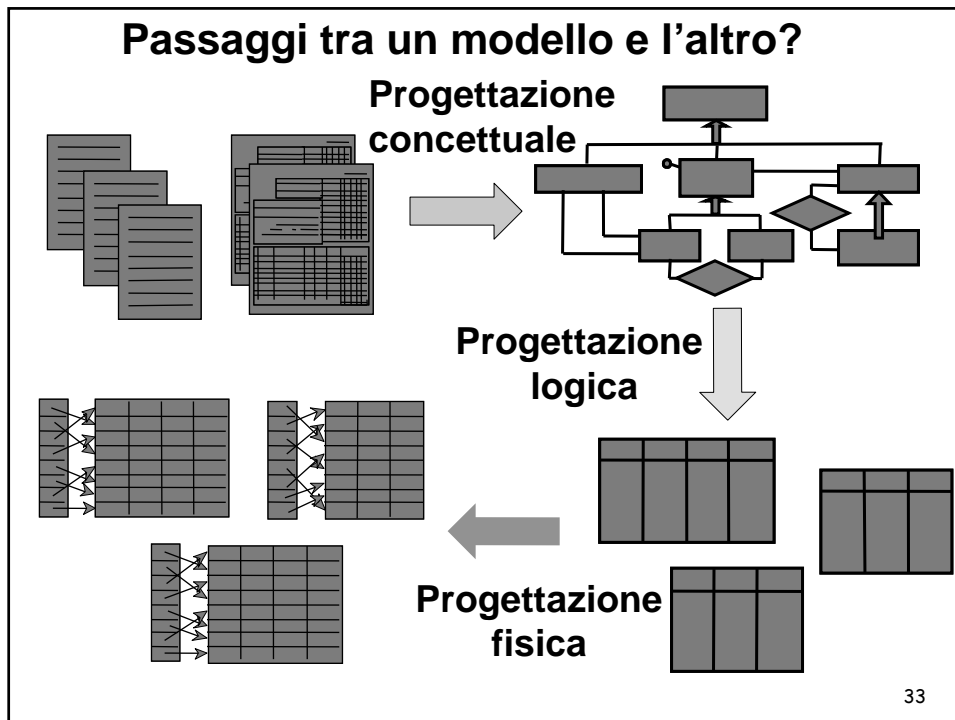 Passaggi tra un modello e l’altro?
Progettazione
concettuale
Progettazione
logica
Progettazione
fisica
33